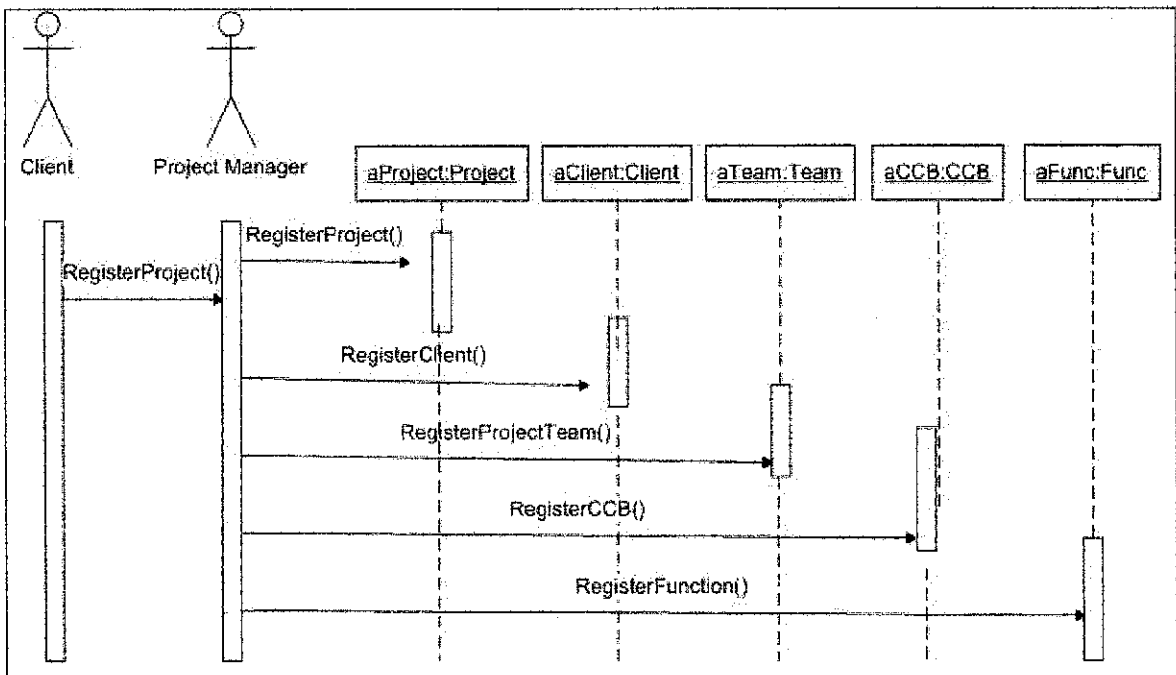 Client
Project Manager
aProject:Project
aClient:Client
aTeam:Team
aCCB:CCB
aFunc:Func
RegisterProject()
RegisterProject()
RegisterClient()
RegisterProjectTeam()
RegisterCCB()
RegisterFunction()